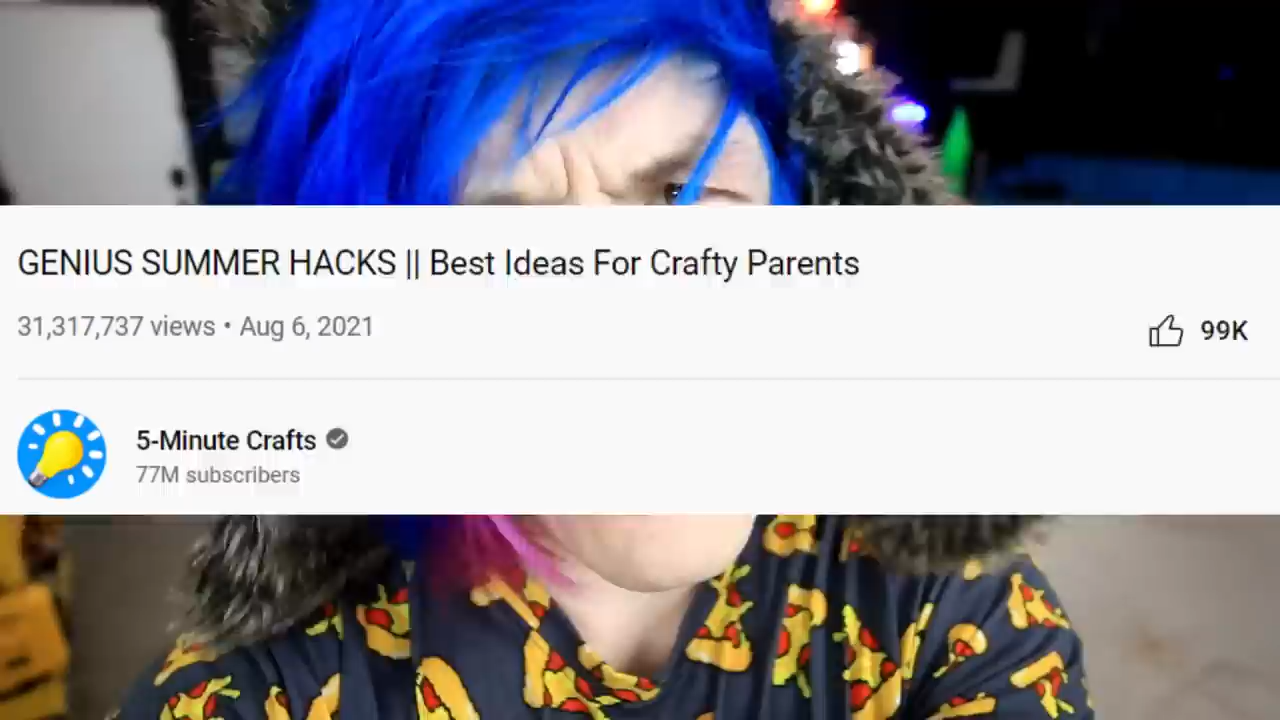 GENIUS SUMMER HACKS || Best Ideas For Crafty Parents
31,317,737 views • Aug 6, 2021
99K
5-Minute Crafts
77M subscribers